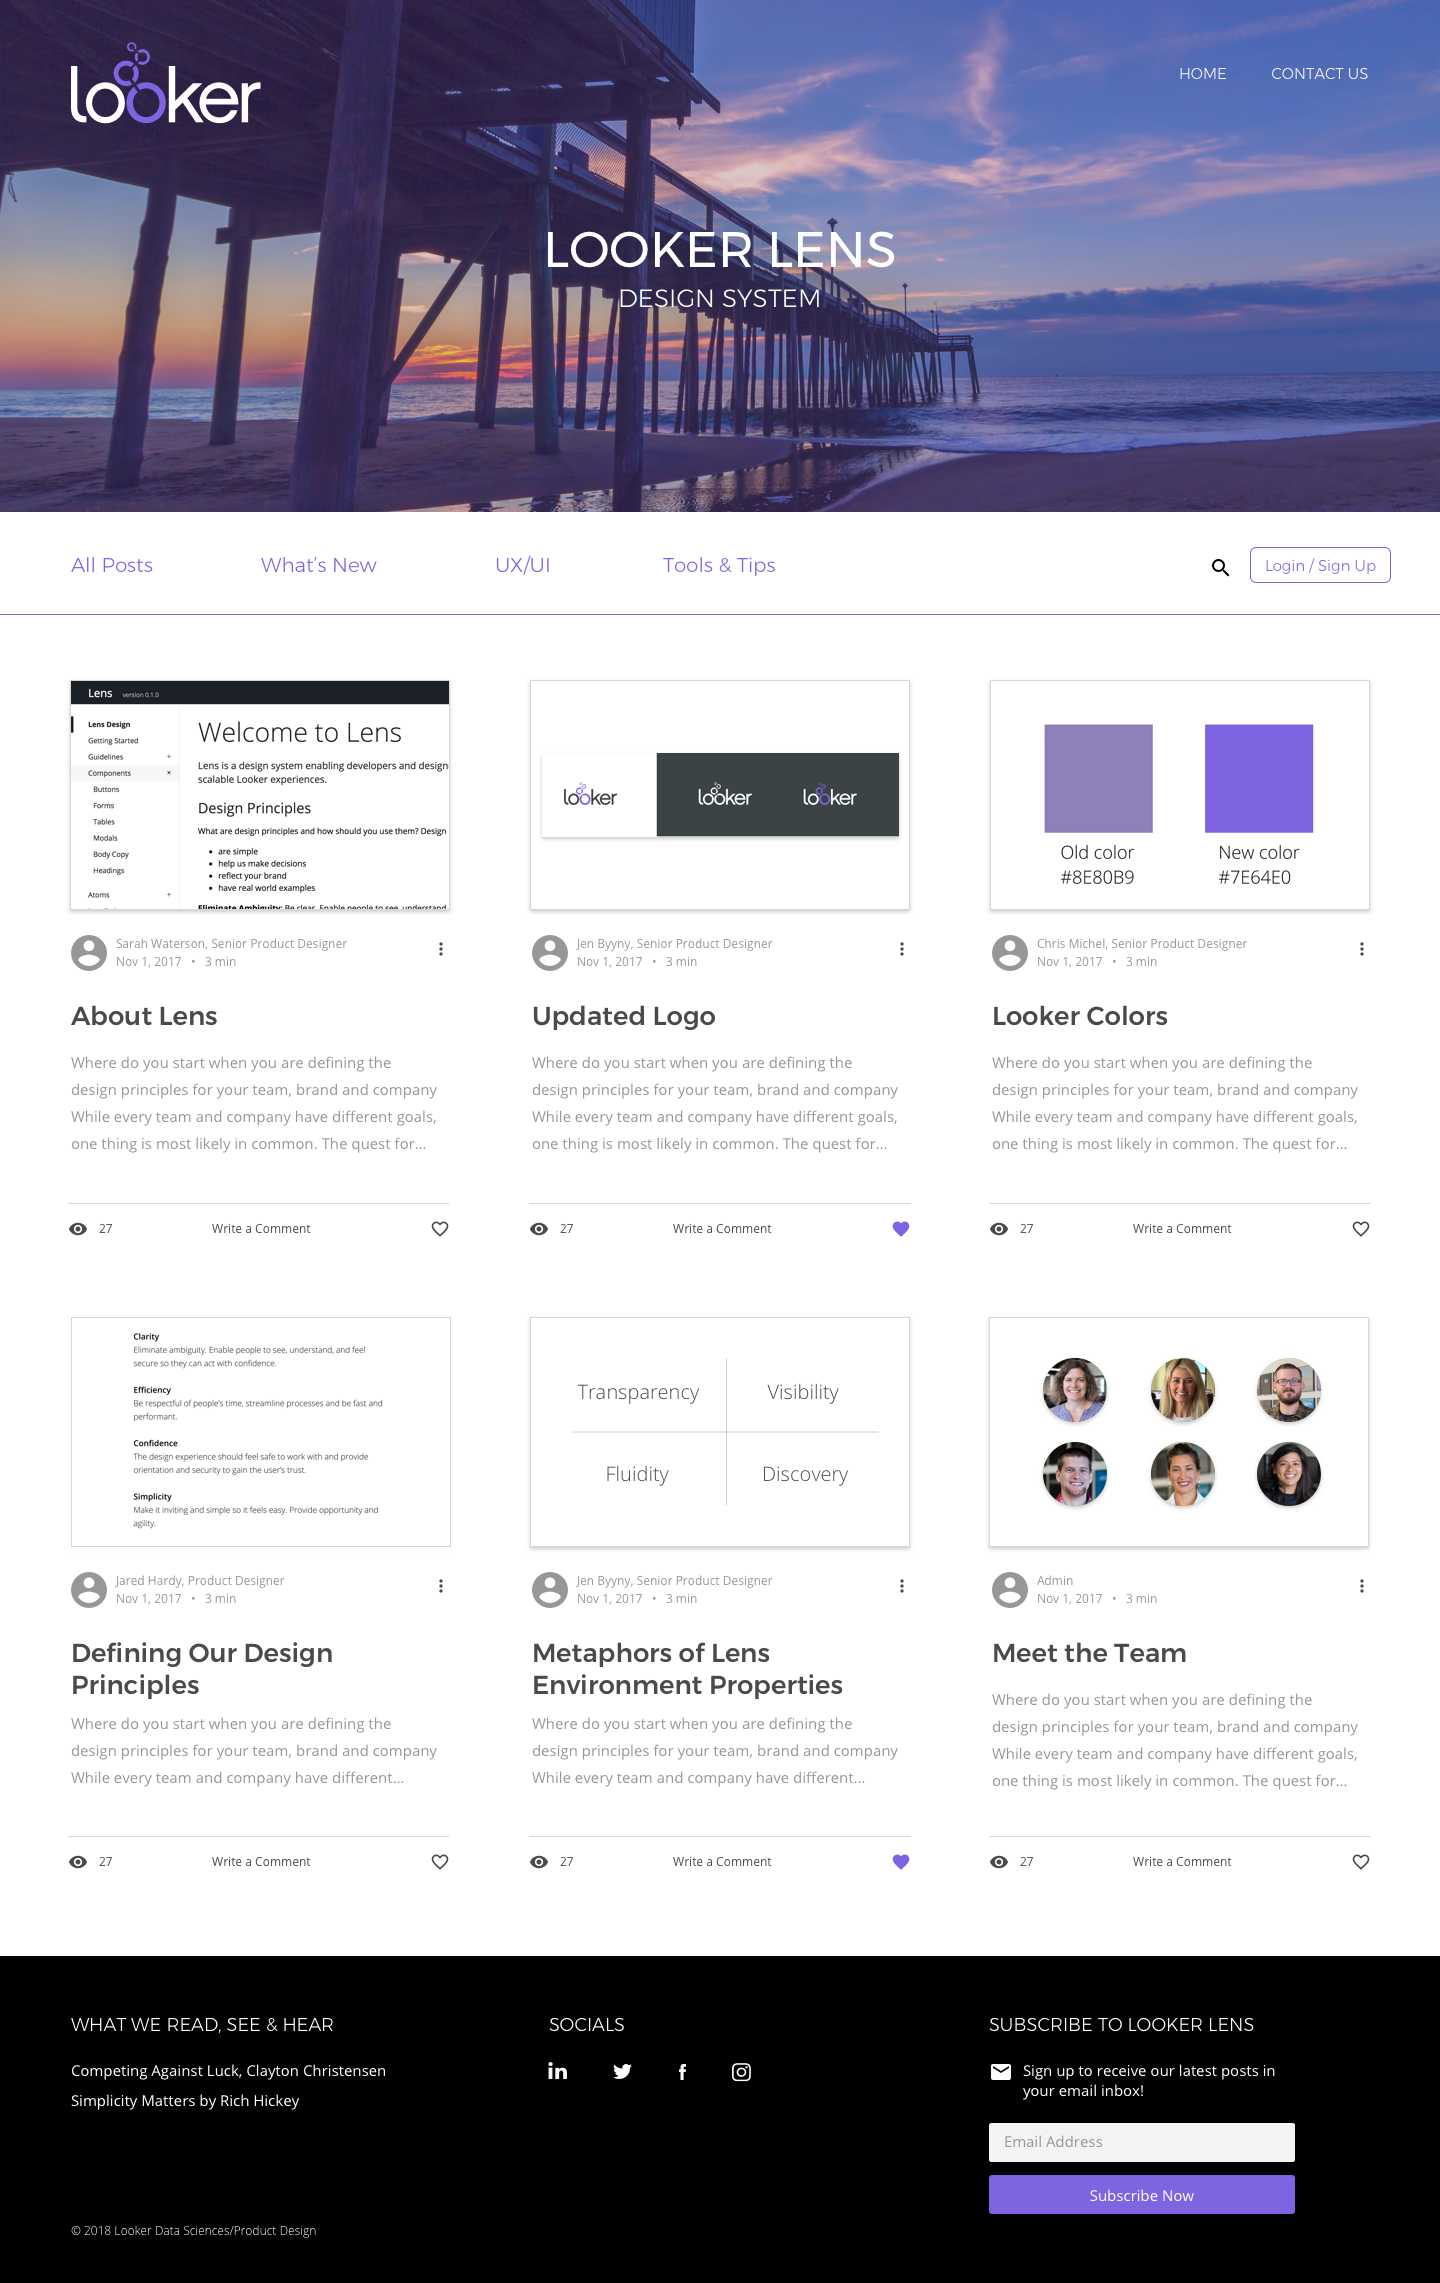 looker
HOME
CONTACT US
LOOKER LENS
DESIGN SYSTEM
All Posts
What's New
UX/UI
Tools & Tips
Login / Sign Up
Lens version 0.1.0
Lens Design
Getting Started
Guidelines +
Components ×
Buttons
Forms
Tables
Modals
Body Copy
Headings
Atoms +
Welcome to Lens
Lens is a design system enabling developers and design
scalable Looker experiences.
Design Principles
What are design principles and how should you use them? Design
• are simple
• help us make decisions
• reflect your brand
• have real world examples
Eliminate Ambiguity: Be clear. Enable people to see, understand
looker
looker
looker
Old color
#8E80B9
New color
#7E64E0
Sarah Waterson, Senior Product Designer
Nov 1, 2017 • 3 min
About Lens
Where do you start when you are defining the
design principles for your team, brand and company
While every team and company have different goals,
one thing is most likely in common. The quest for...
27
Write a Comment
Jen Byyny, Senior Product Designer
Nov 1, 2017 • 3 min
Updated Logo
Where do you start when you are defining the
design principles for your team, brand and company
While every team and company have different goals,
one thing is most likely in common. The quest for...
27
Write a Comment
Chris Michel, Senior Product Designer
Nov 1, 2017 • 3 min
Looker Colors
Where do you start when you are defining the
design principles for your team, brand and company
While every team and company have different goals,
one thing is most likely in common. The quest for...
27
Write a Comment
Clarity
Eliminate ambiguity. Enable people to see, understand, and feel
secure so they can act with confidence.
Efficiency
Be respectful of people's time, streamline processes and be fast and
performant.
Confidence
The design experience should feel safe to work with and provide
orientation and security to gain the user's trust.
Simplicity
Make it inviting and simple so it feels easy. Provide opportunity and
agility.
Transparency
Visibility
Fluidity
Discovery
Jared Hardy, Product Designer
Nov 1, 2017 • 3 min
Defining Our Design
Principles
Where do you start when you are defining the
design principles for your team, brand and company
While every team and company have different...
27
Write a Comment
Jen Byyny, Senior Product Designer
Nov 1, 2017 • 3 min
Metaphors of Lens
Environment Properties
Where do you start when you are defining the
design principles for your team, brand and company
While every team and company have different...
27
Write a Comment
Admin
Nov 1, 2017 • 3 min
Meet the Team
Where do you start when you are defining the
design principles for your team, brand and company
While every team and company have different goals,
one thing is most likely in common. The quest for...
27
Write a Comment
WHAT WE READ, SEE & HEAR
Competing Against Luck, Clayton Christensen
Simplicity Matters by Rich Hickey
© 2018 Looker Data Sciences/Product Design
SOCIALS
SUBSCRIBE TO LOOKER LENS
Sign up to receive our latest posts in
your email inbox!
Email Address
Subscribe Now